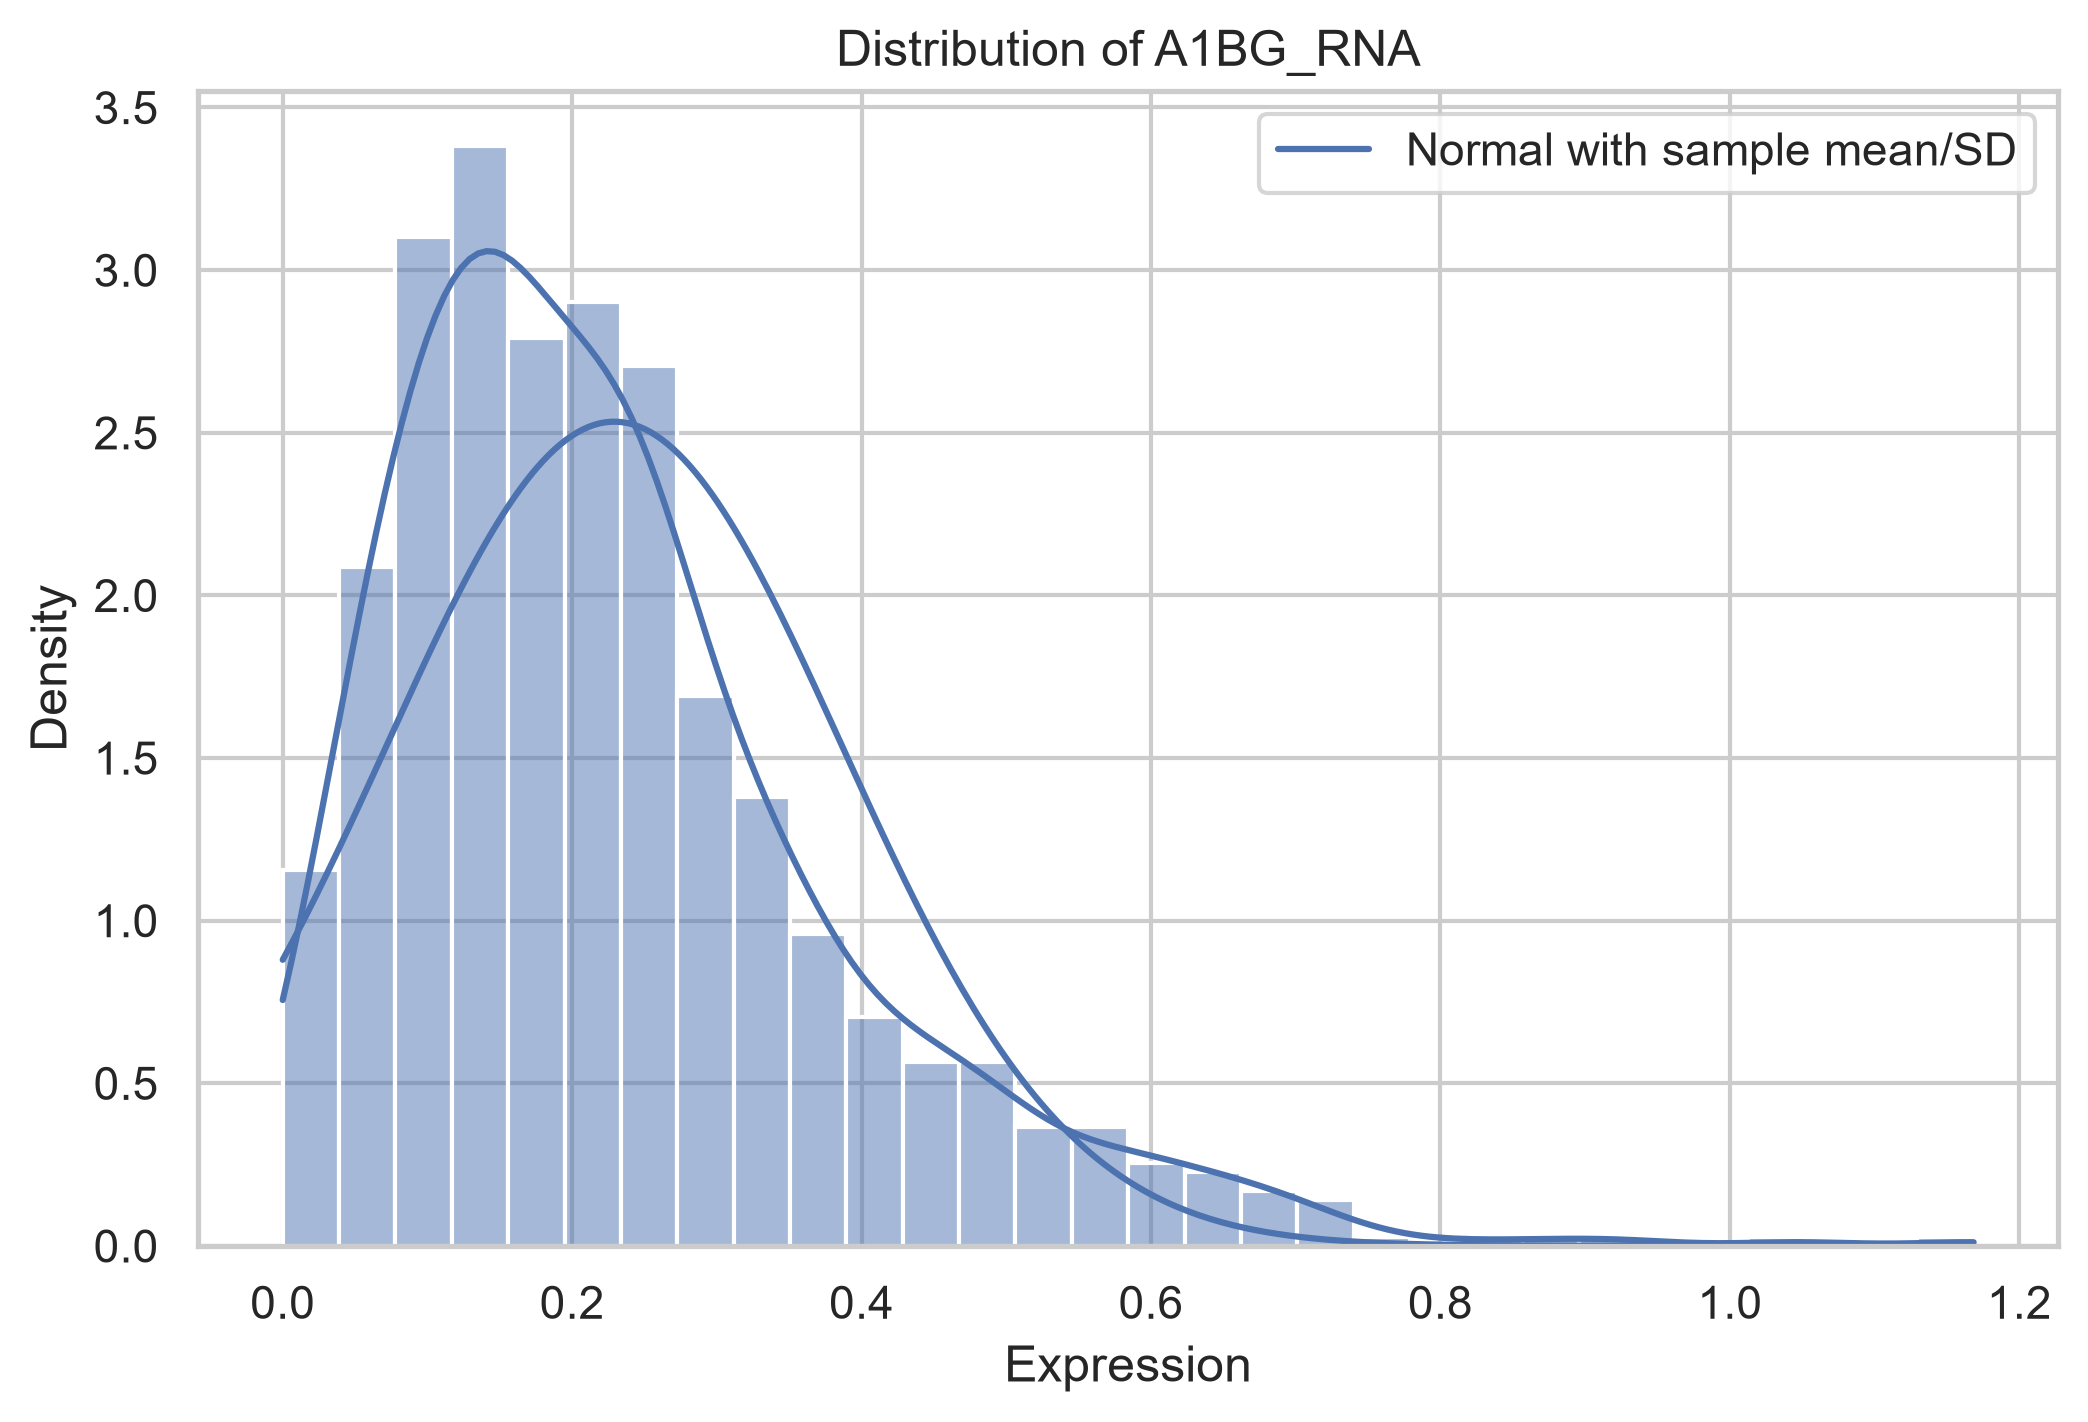 Distribution of A1BG_RNA
Normal with sample mean/SD
3.5
3.0
2.5
2.0
1.5
1.0
0.5
0.0
Density
0.0 0.2 0.4 0.6 0.8 1.0 1.2
Expression